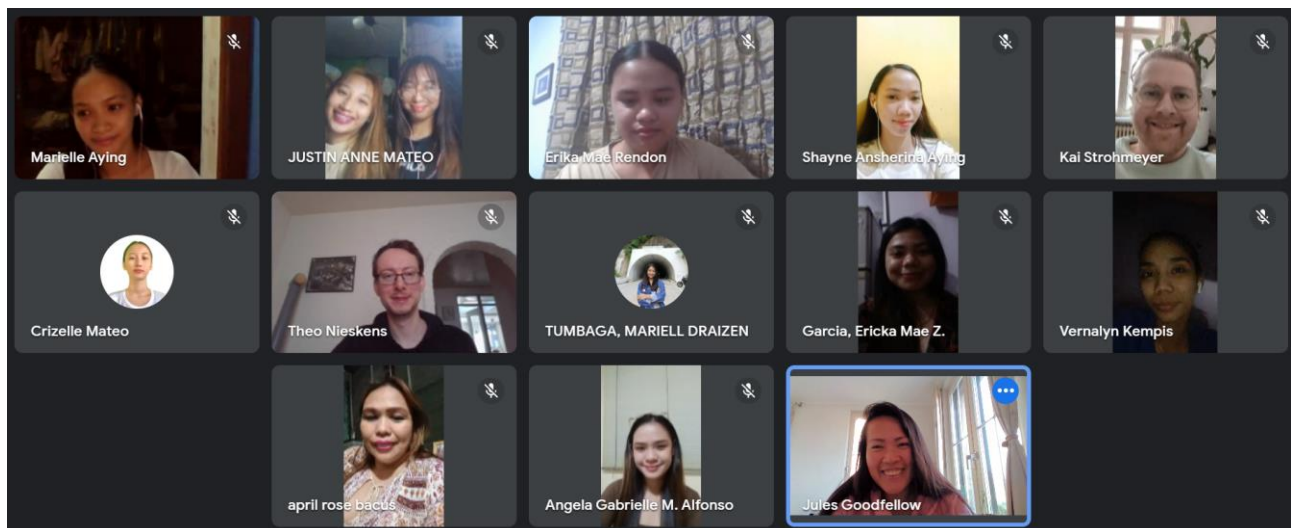 Marielle Aying
JUSTIN ANNE MATEO
Erika Mae Rendon
Shayne Ansherina Aying
Kai Strohmeyer
Crizelle Mateo
Theo Nieskens
TUMBAGA, MARIELL DRAIZEN
Garcia, Ericka Mae Z.
Vernalyn Kempis
april rose bacus
Angela Gabrielle M. Alfonso
Jules Goodfellow